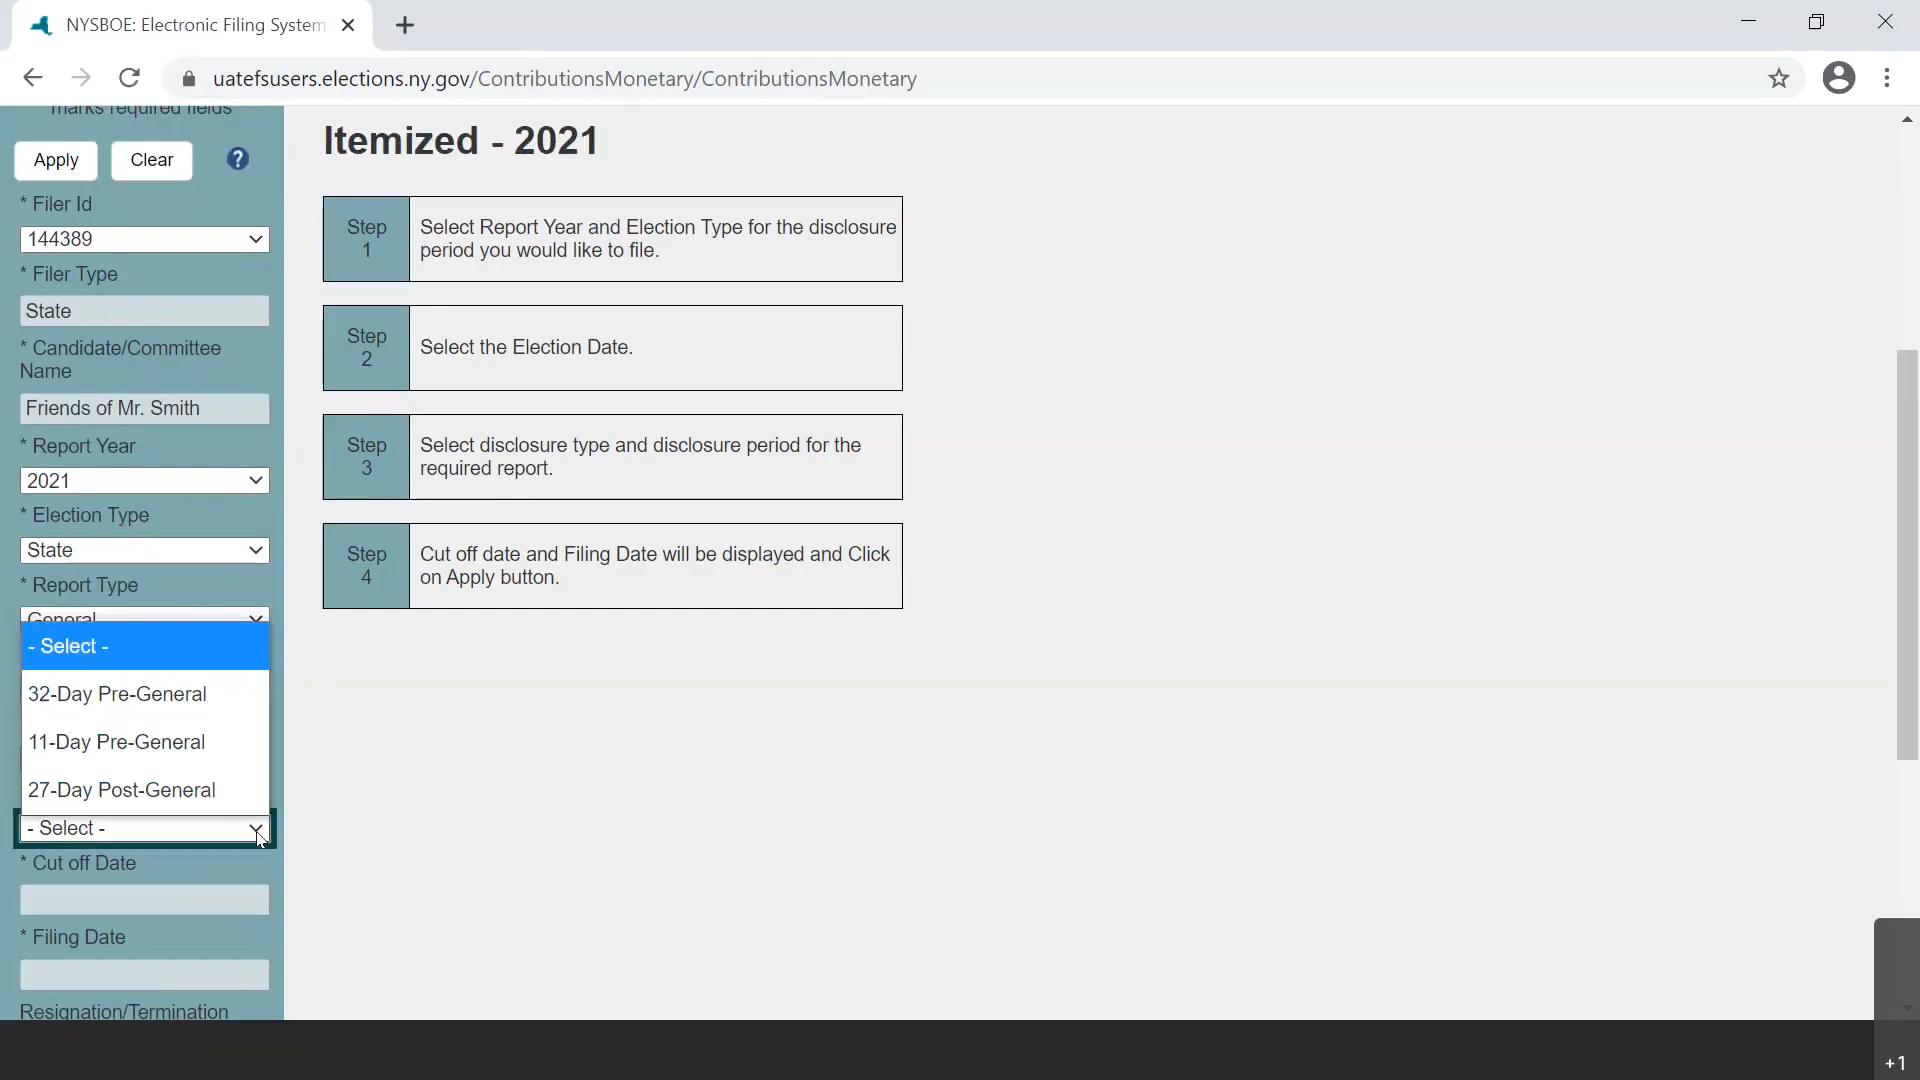 NYSBOE: Electronic Filing System
uatefsusers.elections.ny.gov/ContributionsMonetary/ContributionsMonetary
marks required fields
Apply
Clear
?
* Filer Id
144389
* Filer Type
State
* Candidate/Committee
Name
Friends of Mr. Smith
* Report Year
2021
* Election Type
State
* Report Type
General
- Select -
32-Day Pre-General
11-Day Pre-General
27-Day Post-General
- Select -
* Cut off Date
* Filing Date
Resignation/Termination
Itemized - 2021
Step
1
Select Report Year and Election Type for the disclosure
period you would like to file.
Step
2
Select the Election Date.
Step
3
Select disclosure type and disclosure period for the
required report.
Step
4
Cut off date and Filing Date will be displayed and Click
on Apply button.
+1